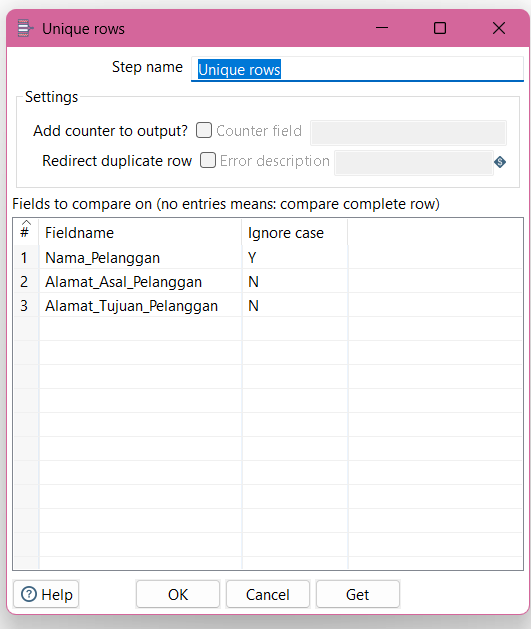 Unique rows
Step name Unique rows
Settings
Add counter to output? Counter field
Redirect duplicate row Error description
Fields to compare on (no entries means: compare complete row)
# Fieldname Ignore case
1 Nama_Pelanggan Y
2 Alamat_Asal_Pelanggan N
3 Alamat_Tujuan_Pelanggan N
? Help OK Cancel Get